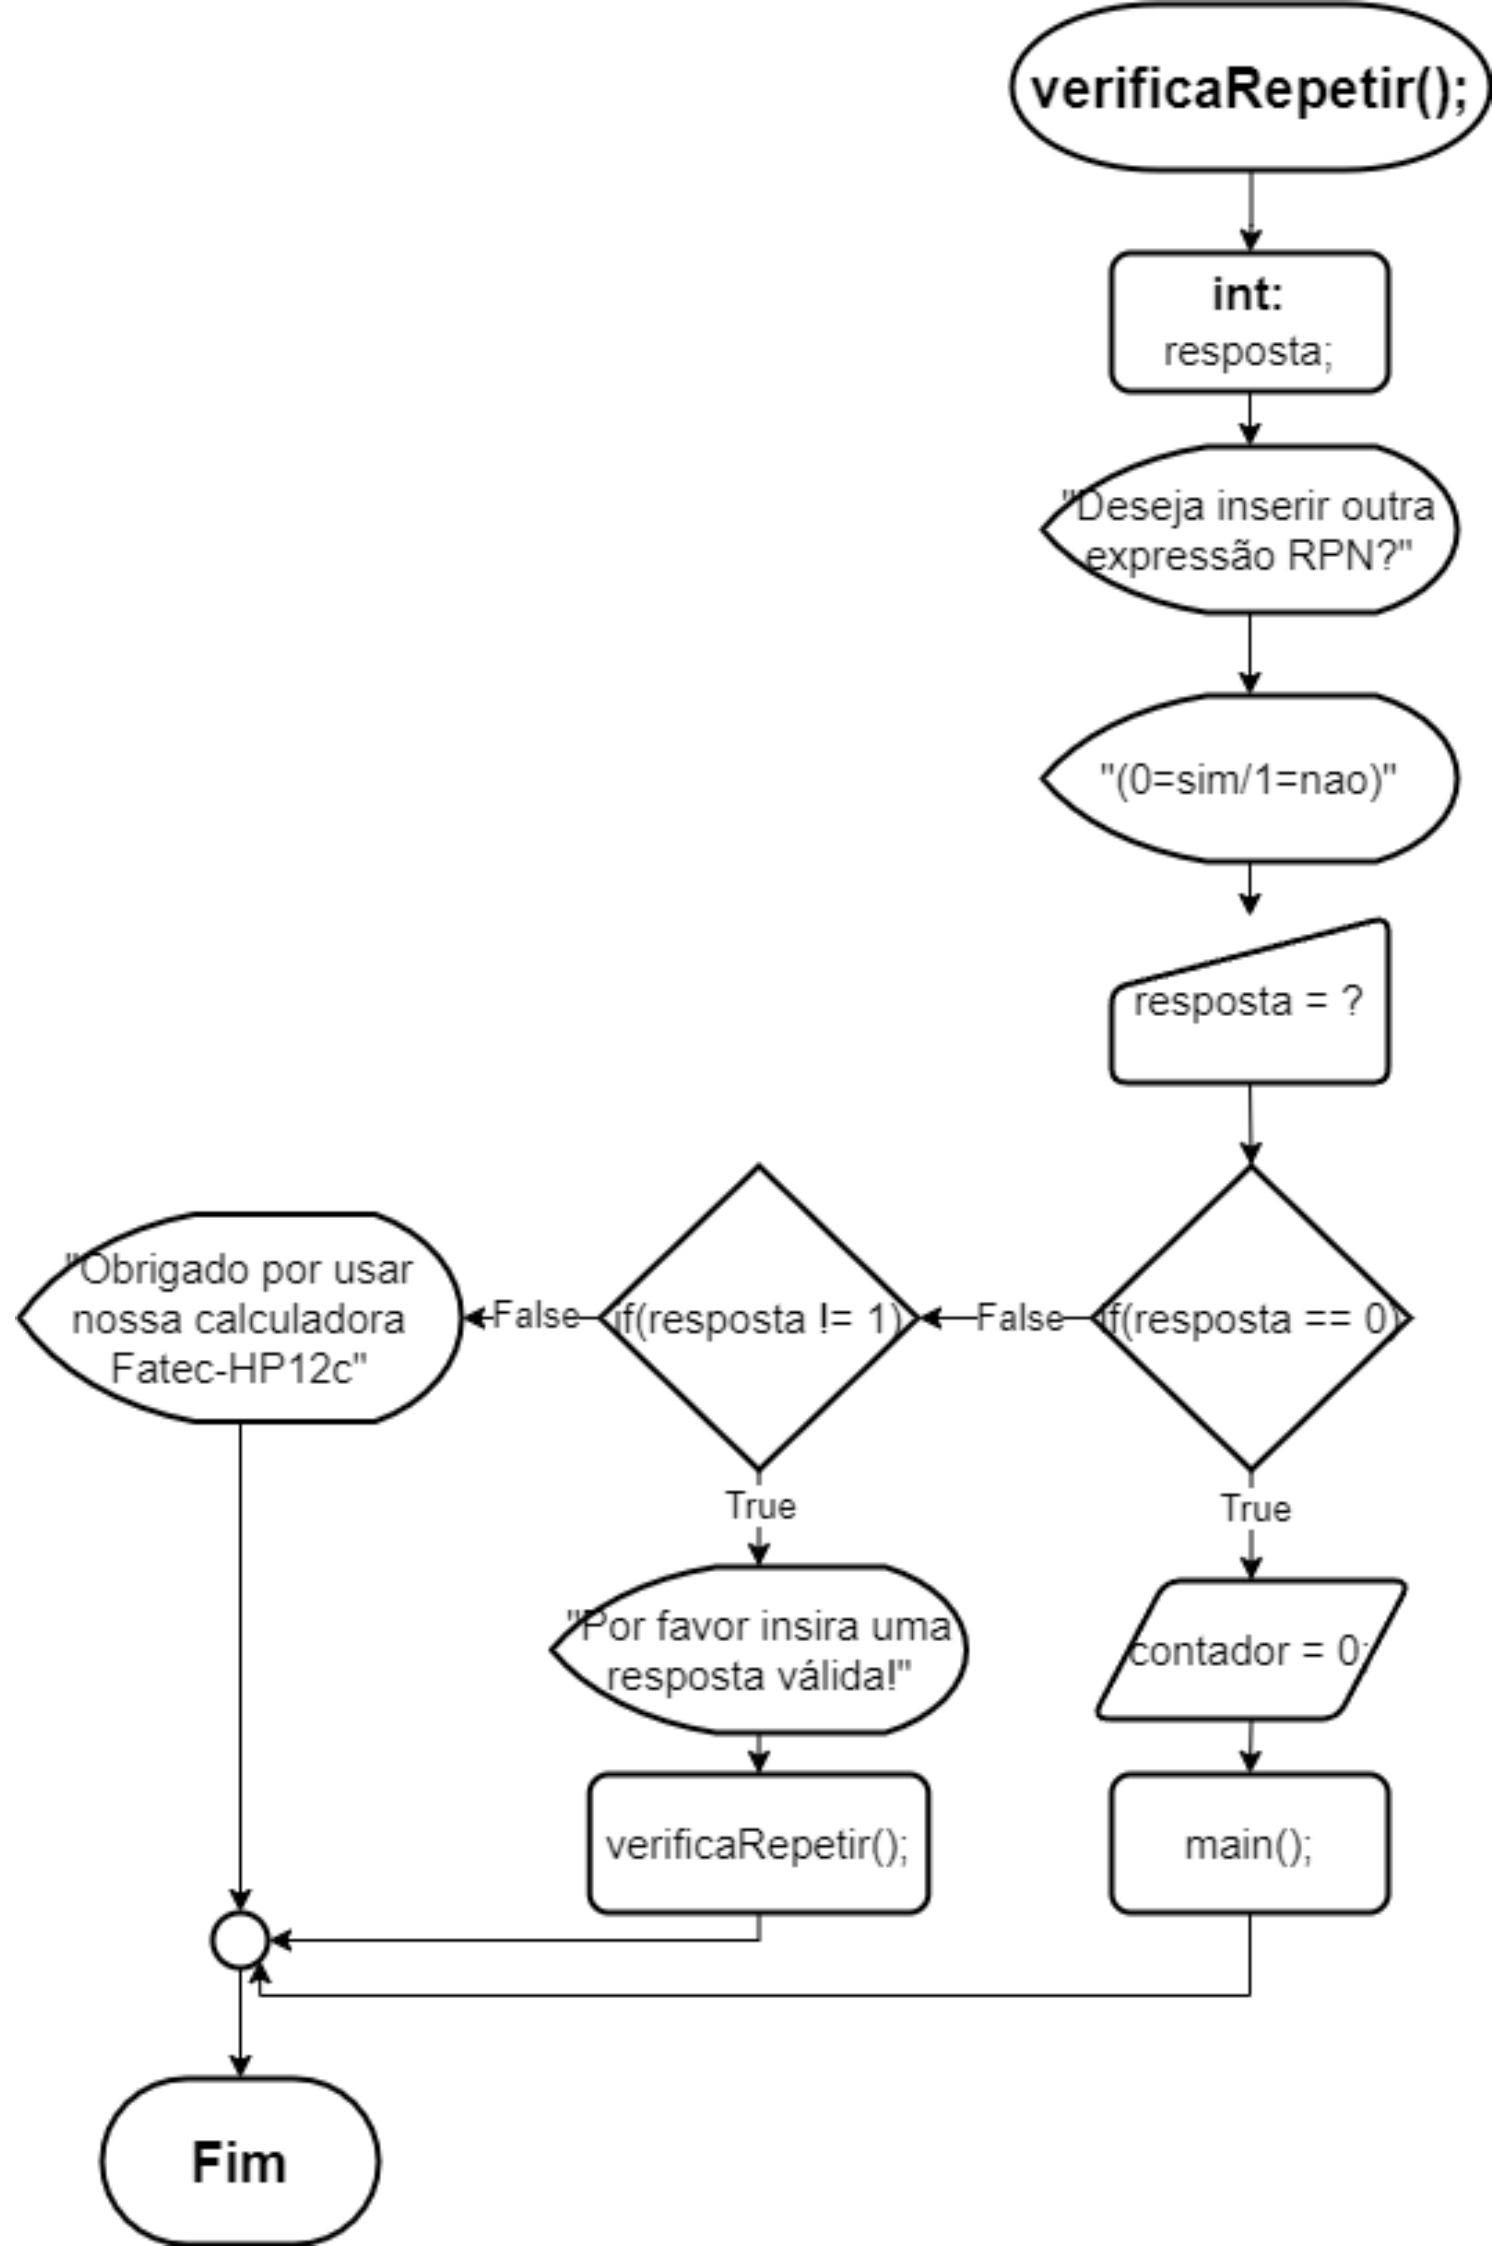 verificaRepetir();
int:
resposta;
"Deseja inserir outra
expressão RPN?"
"(0=sim/1=nao)"
resposta = ?
if(resposta == 0)
False
if(resposta != 1)
False
"Obrigado por usar
nossa calculadora
Fatec-HP12c"
True
True
"Por favor insira uma
resposta válida!"
contador = 0;
verificaRepetir();
main();
Fim